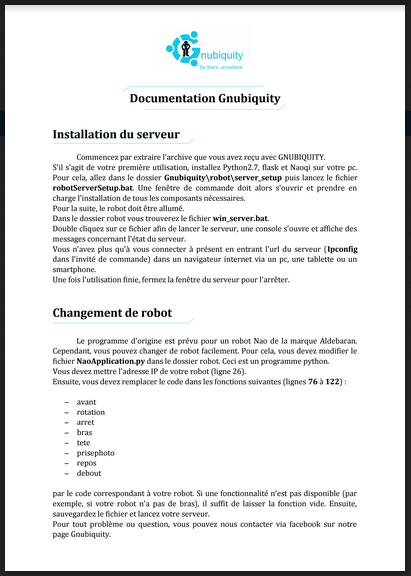 Gnubiquity
Be there, anywhere
Documentation Gnubiquity
Installation du serveur
Commencez par extraire l'archive que vous avez reçu avec GNUBIQUITY.
S'il s'agit de votre première utilisation, installez Python2.7, flask et Naoqi sur votre pc.
Pour cela, allez dans le dossier Gnubiquity\robot\server_setup puis lancez le fichier
robotServerSetup.bat. Une fenêtre de commande doit alors s'ouvrir et prendre en
charge l'installation de tous les composants nécessaires.
Pour la suite, le robot doit être allumé.
Dans le dossier robot vous trouverez le fichier win_server.bat.
Double cliquez sur ce fichier afin de lancer le serveur, une console s'ouvre et affiche des
messages concernant l'état du serveur.
Vous n'avez plus qu'à vous connecter à présent en entrant l'url du serveur (Ipconfig
dans l'invité de commande) dans un navigateur internet via un pc, une tablette ou un
smartphone.
Une fois l'utilisation finie, fermez la fenêtre du serveur pour l'arrêter.
Changement de robot
Le programme d'origine est prévu pour un robot Nao de la marque Aldebaran.
Cependant, vous pouvez changer de robot facilement. Pour cela, vous devez modifier le
fichier NaoApplication.py dans le dossier robot. Ceci est un programme python.
Vous devez mettre l'adresse IP de votre robot (ligne 26).
Ensuite, vous devez remplacer le code dans les fonctions suivantes (lignes 76 à 122) :
– avant
– rotation
– arret
– bras
– tete
– prisephoto
– repos
– debout
par le code correspondant à votre robot. Si une fonctionnalité n'est pas disponible (par
exemple, si votre robot n'a pas de bras), il suffit de laisser la fonction vide. Ensuite,
sauvegardez le fichier et lancez votre serveur.
Pour tout problème ou question, vous pouvez nous contacter via facebook sur notre
page Gnubiquity.